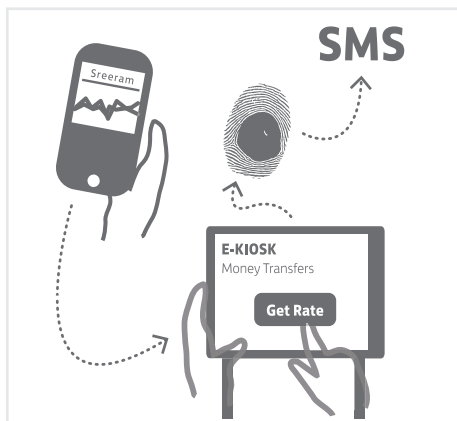 SMS
Sreeram
E-KIOSK
Money Transfers
Get Rate